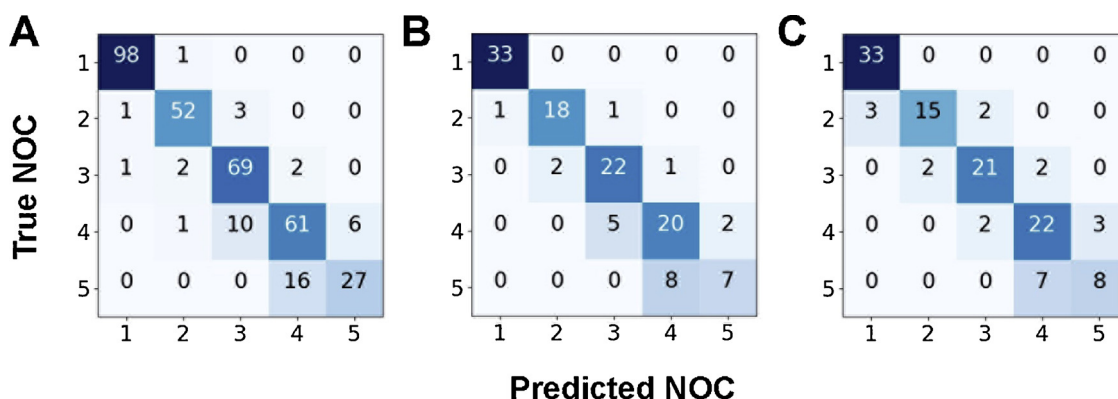 A B C
1 98 1 0 0 0 1 33 0 0 0 0 1 33 0 0 0 0
2 1 52 3 0 0 2 1 18 1 0 0 2 3 15 2 0 0
3 1 2 69 2 0 3 0 2 22 1 0 3 0 2 21 2 0
4 0 1 10 61 6 4 0 0 5 20 2 4 0 0 2 22 3
5 0 0 0 16 27 5 0 0 0 8 7 5 0 0 0 7 8
1 2 3 4 5 1 2 3 4 5 1 2 3 4 5
True NOC
Predicted NOC